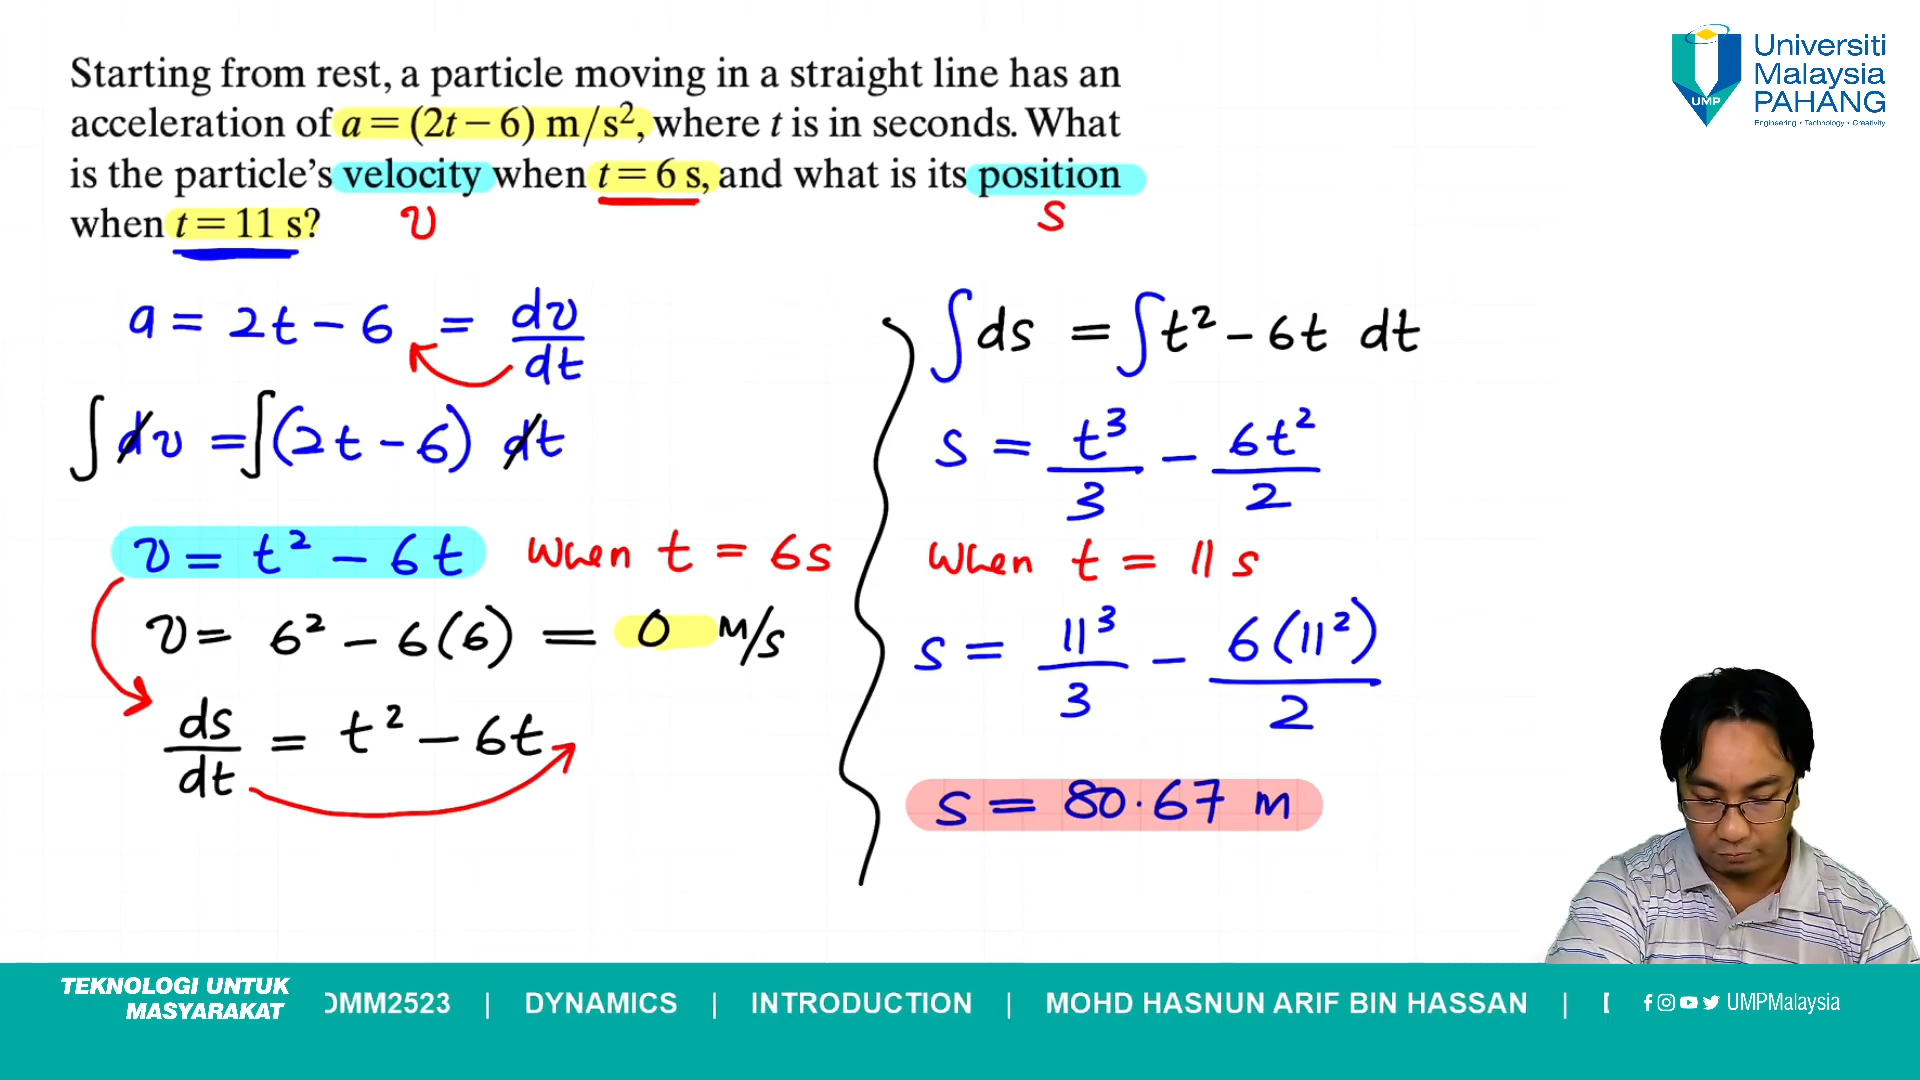 Starting from rest, a particle moving in a straight line has an
acceleration of a = (2t − 6) m/s², where t is in seconds. What
is the particle's velocity when t = 6 s, and what is its position
when t = 11 s?
v
s
a = 2t − 6 = dv/dt
∫dv = ∫(2t − 6) dt
v = t² − 6t when t = 6s
v = 6² − 6(6) = 0 m/s
ds/dt = t² − 6t
∫ds = ∫t² − 6t dt
s = t³/3 − 6t²/2
when t = 11 s
s = 11³/3 − 6(11²)/2
s = 80.67 m
Universiti
Malaysia
PAHANG
Engineering • Technology • Creativity
UMP
TEKNOLOGI UNTUK
MASYARAKAT
DMM2523 | DYNAMICS | INTRODUCTION | MOHD HASNUN ARIF BIN HASSAN |
UMPMalaysia